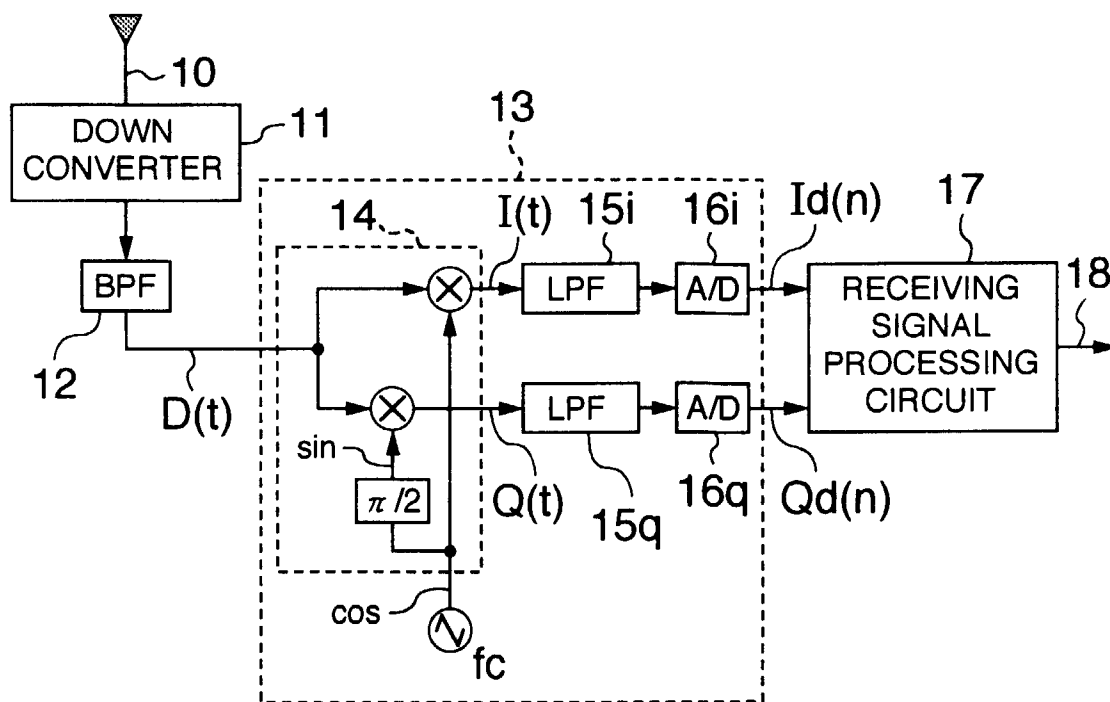 10
DOWN
CONVERTER
11
13
14
I(t)
15i
16i
Id(n)
17
BPF
LPF
A/D
RECEIVING
SIGNAL
PROCESSING
CIRCUIT
18
12
D(t)
LPF
A/D
sin
π/2
Q(t)
15q
16q
Qd(n)
cos
fc